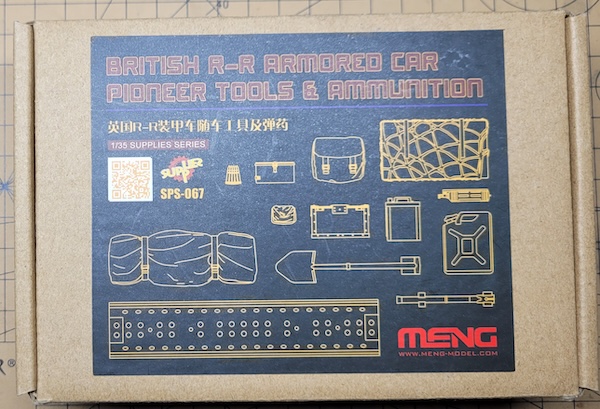 BRITISH R-R ARMORED CAR
PIONEER TOOLS & AMMUNITION
英国R-R装甲车随车工具及弹药
1/35 SUPPLIES SERIES
SUPPLIER
SPS-067
MENG
WWW.MENG-MODEL.COM